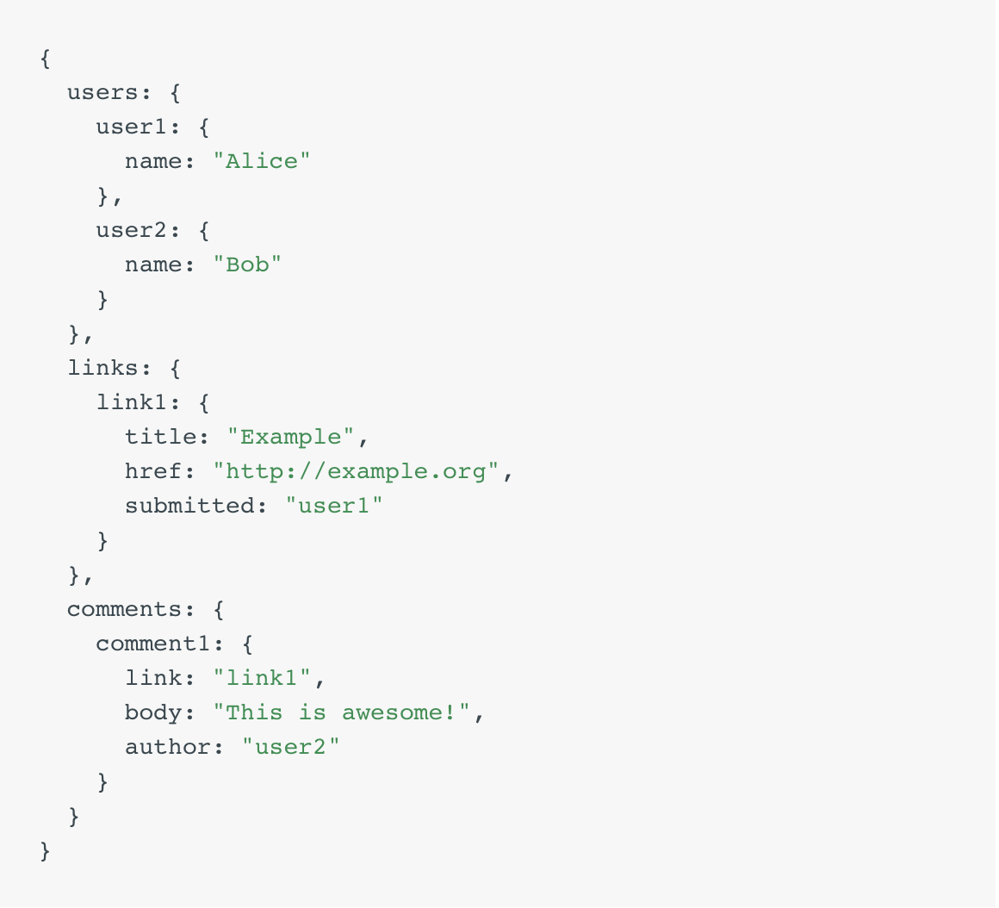 {
  users: {
    user1: {
      name: "Alice"
    },
    user2: {
      name: "Bob"
    }
  },
  links: {
    link1: {
      title: "Example",
      href: "http://example.org",
      submitted: "user1"
    }
  },
  comments: {
    comment1: {
      link: "link1",
      body: "This is awesome!",
      author: "user2"
    }
  }
}